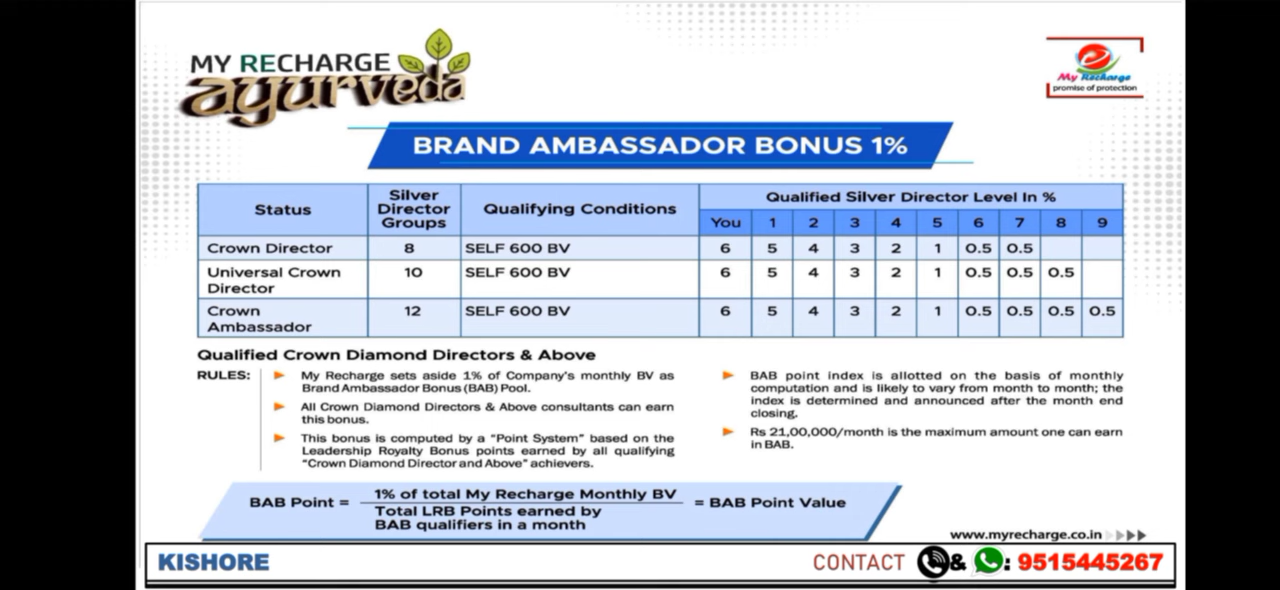 MY RECHARGE
ayurveda
My Recharge
promise of protection
BRAND AMBASSADOR BONUS 1%
Status Silver Director Groups Qualifying Conditions Qualified Silver Director Level In %
You 1 2 3 4 5 6 7 8 9
Crown Director 8 SELF 600 BV 6 5 4 3 2 1 0.5 0.5
Universal Crown Director 10 SELF 600 BV 6 5 4 3 2 1 0.5 0.5 0.5
Crown Ambassador 12 SELF 600 BV 6 5 4 3 2 1 0.5 0.5 0.5 0.5
Qualified Crown Diamond Directors & Above
RULES:
My Recharge sets aside 1% of Company's monthly BV as
Brand Ambassador Bonus (BAB) Pool.
All Crown Diamond Directors & Above consultants can earn
this bonus.
This bonus is computed by a "Point System" based on the
Leadership Royalty Bonus points earned by all qualifying
"Crown Diamond Director and Above" achievers.
BAB point index is allotted on the basis of monthly
computation and is likely to vary from month to month; the
index is determined and announced after the month end
closing.
Rs 21,00,000/month is the maximum amount one can earn
in BAB.
BAB Point = 1% of total My Recharge Monthly BV = BAB Point Value
Total LRB Points earned by
BAB qualifiers in a month
www.myrecharge.co.in
KISHORE CONTACT & : 9515445267